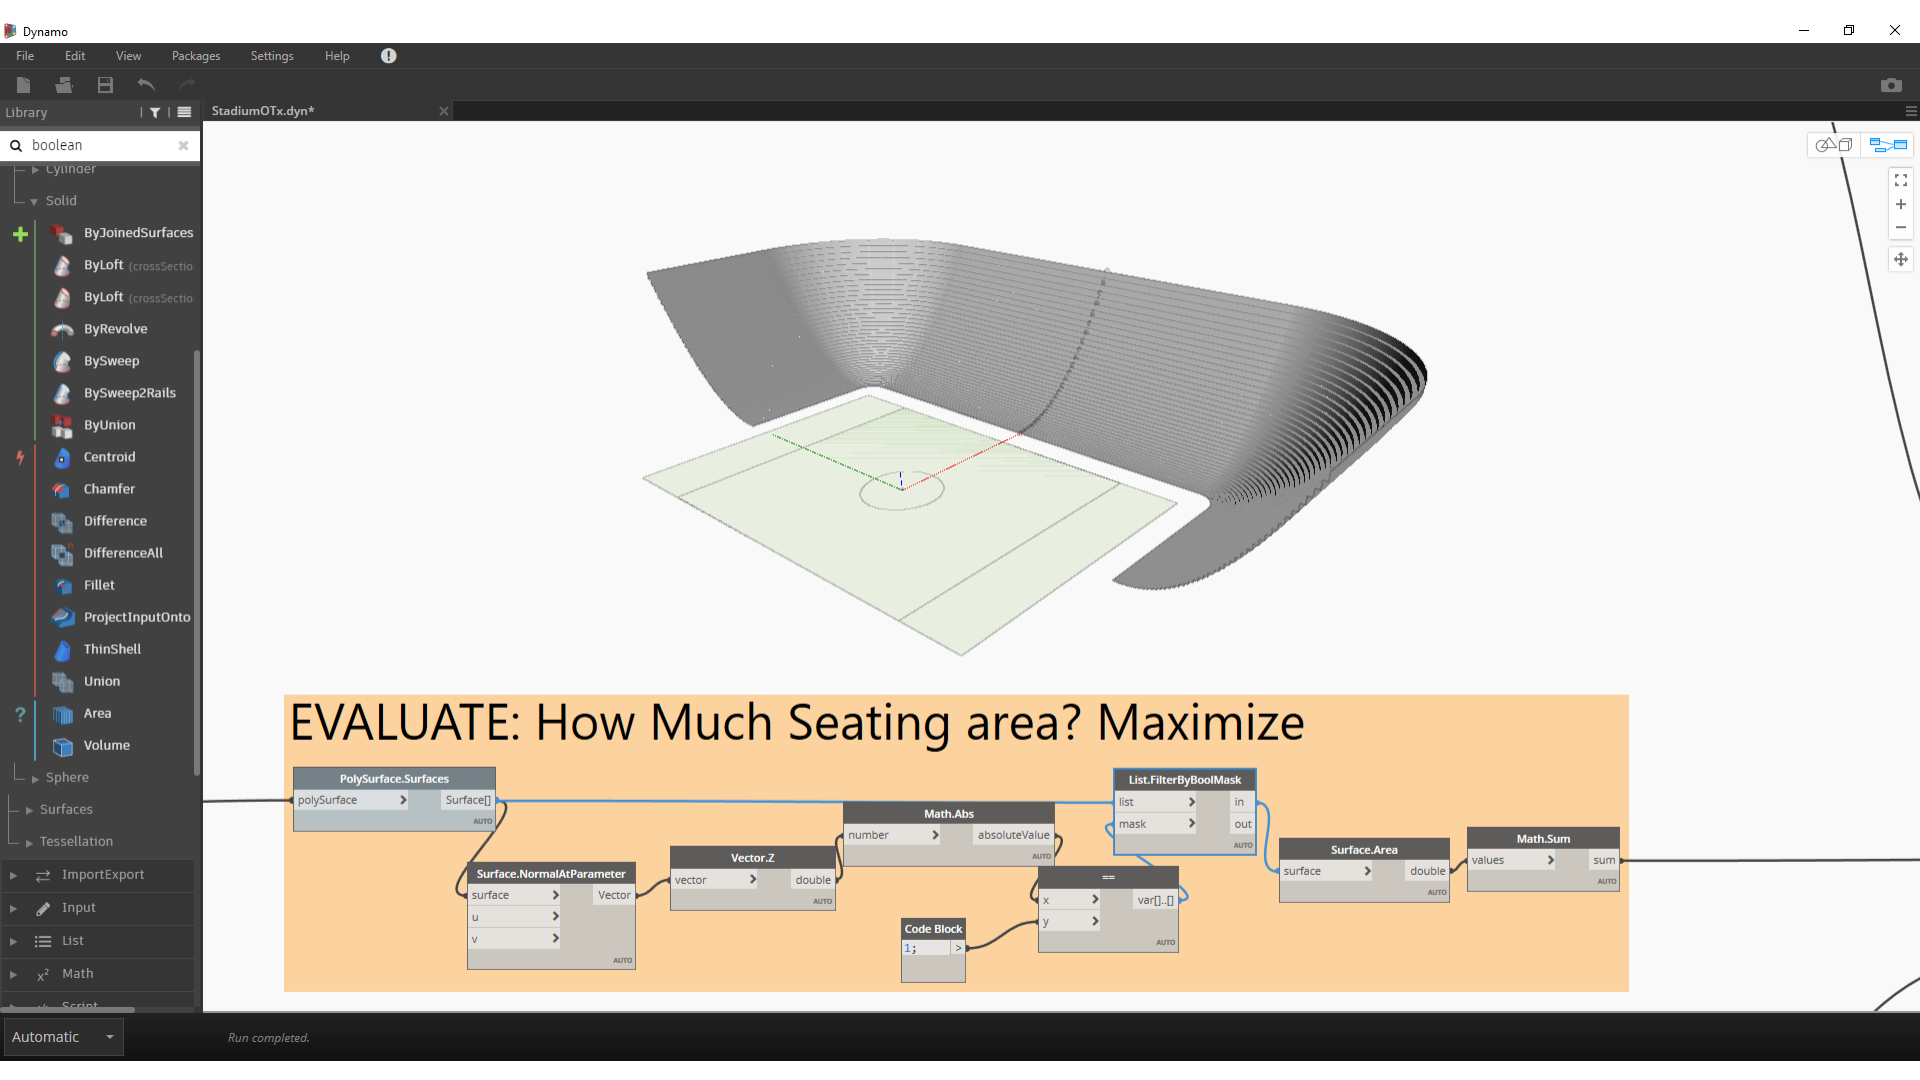 Dynamo
File Edit View Packages Settings Help
Library
StadiumOTx.dyn*
boolean
Cylinder
Solid
ByJoinedSurfaces
ByLoft (crossSectio
ByLoft (crossSectio
ByRevolve
BySweep
BySweep2Rails
ByUnion
Centroid
Chamfer
Difference
DifferenceAll
Fillet
ProjectInputOnto
ThinShell
Union
? Area
Volume
Sphere
Surfaces
Tessellation
ImportExport
Input
List
Math
Script
EVALUATE: How Much Seating area? Maximize
PolySurface.Surfaces
polySurface > Surface[]
AUTO
Surface.NormalAtParameter
surface > Vector
u >
v >
AUTO
Vector.Z
vector > double
AUTO
Math.Abs
number > absoluteValue
AUTO
Code Block
1; >
==
x > var[]..[]
y >
AUTO
List.FilterByBoolMask
list > in
mask > out
AUTO
Surface.Area
surface > double
AUTO
Math.Sum
values > sum
AUTO
Automatic
Run completed.